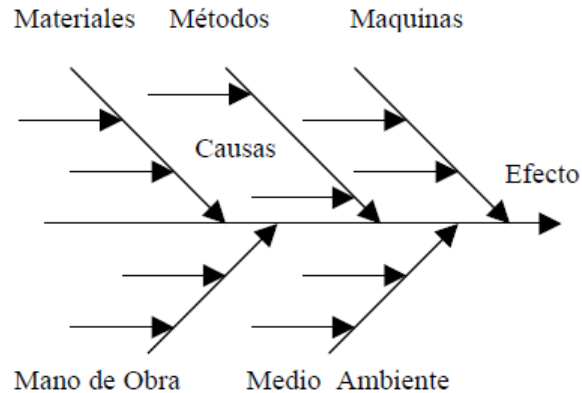 Materiales Métodos Maquinas
Causas
Efecto
Mano de Obra Medio Ambiente